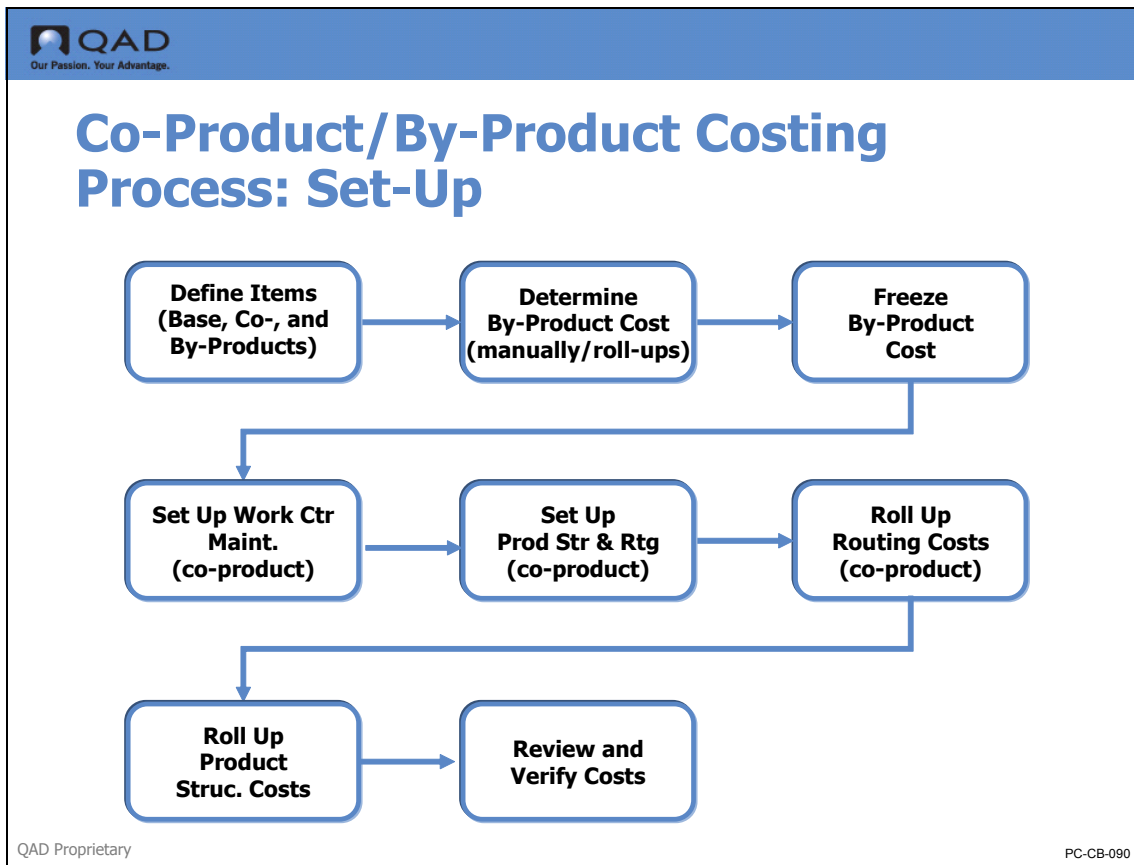 QAD
Our Passion. Your Advantage.
Co-Product/By-Product Costing
Process: Set-Up
Define Items
(Base, Co-, and
By-Products)
Determine
By-Product Cost
(manually/roll-ups)
Freeze
By-Product
Cost
Set Up Work Ctr
Maint.
(co-product)
Set Up
Prod Str & Rtg
(co-product)
Roll Up
Routing Costs
(co-product)
Roll Up
Product
Struc. Costs
Review and
Verify Costs
QAD Proprietary
PC-CB-090